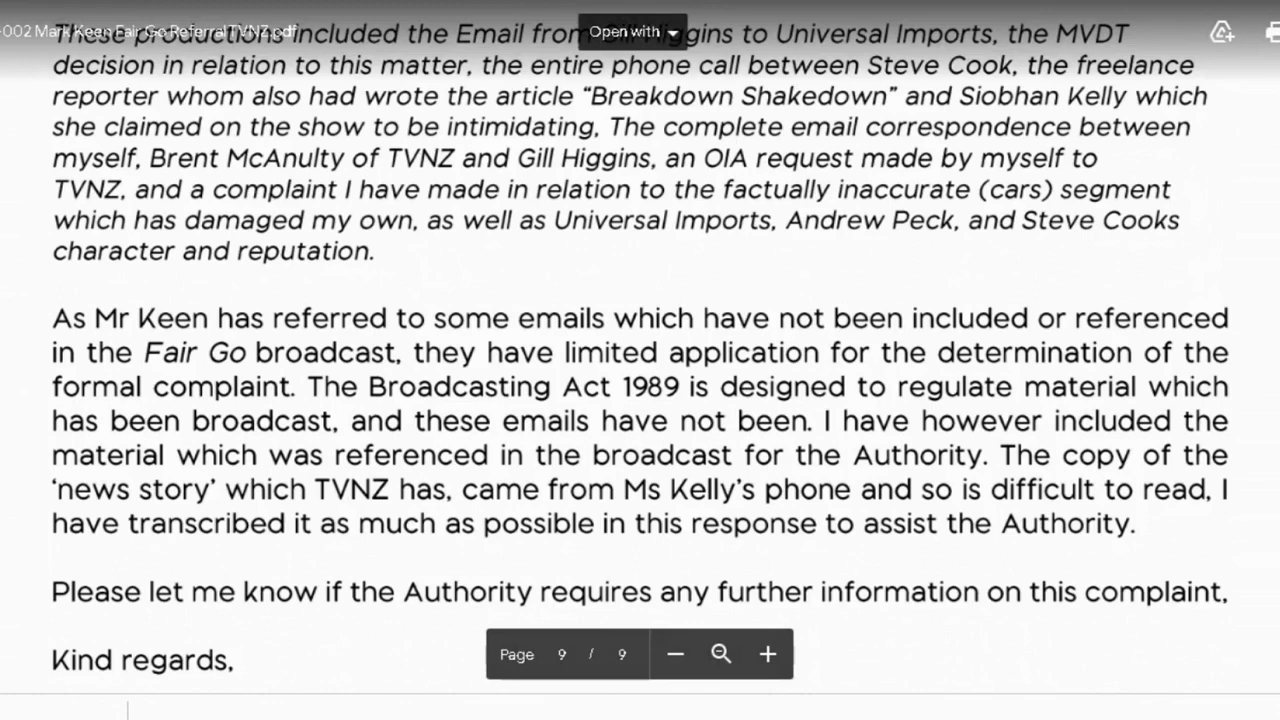 -002 Mark Keen Fair Go Referral TVNZ.pdf
Open with
These productions included the Email from Gill Higgins to Universal Imports, the MVDT
decision in relation to this matter, the entire phone call between Steve Cook, the freelance
reporter whom also had wrote the article “Breakdown Shakedown” and Siobhan Kelly which
she claimed on the show to be intimidating, The complete email correspondence between
myself, Brent McAnulty of TVNZ and Gill Higgins, an OIA request made by myself to
TVNZ, and a complaint I have made in relation to the factually inaccurate (cars) segment
which has damaged my own, as well as Universal Imports, Andrew Peck, and Steve Cooks
character and reputation.
As Mr Keen has referred to some emails which have not been included or referenced
in the Fair Go broadcast, they have limited application for the determination of the
formal complaint. The Broadcasting Act 1989 is designed to regulate material which
has been broadcast, and these emails have not been. I have however included the
material which was referenced in the broadcast for the Authority. The copy of the
‘news story’ which TVNZ has, came from Ms Kelly’s phone and so is difficult to read, I
have transcribed it as much as possible in this response to assist the Authority.
Please let me know if the Authority requires any further information on this complaint,
Kind regards,
Page 9 / 9